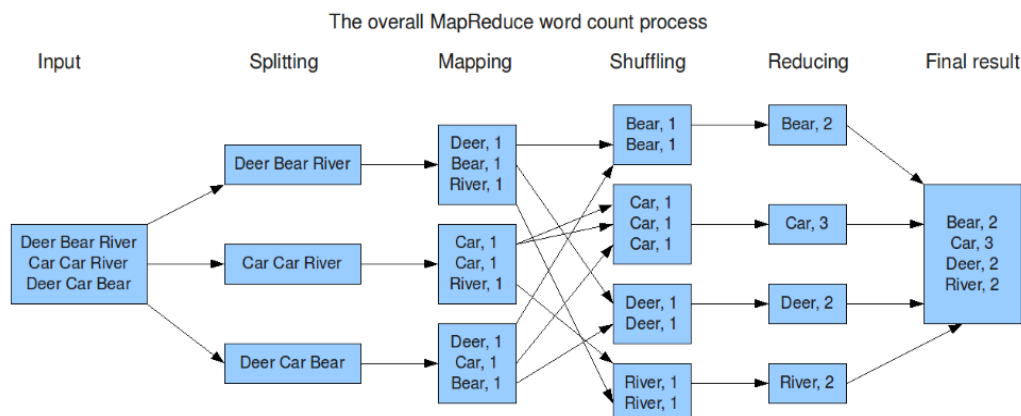 The overall MapReduce word count process
Input
Splitting
Mapping
Shuffling
Reducing
Final result
Deer Bear River
Car Car River
Deer Car Bear
Deer Bear River
Car Car River
Deer Car Bear
Deer, 1
Bear, 1
River, 1
Car, 1
Car, 1
River, 1
Deer, 1
Car, 1
Bear, 1
Bear, 1
Bear, 1
Car, 1
Car, 1
Car, 1
Deer, 1
Deer, 1
River, 1
River, 1
Bear, 2
Car, 3
Deer, 2
River, 2
Bear, 2
Car, 3
Deer, 2
River, 2